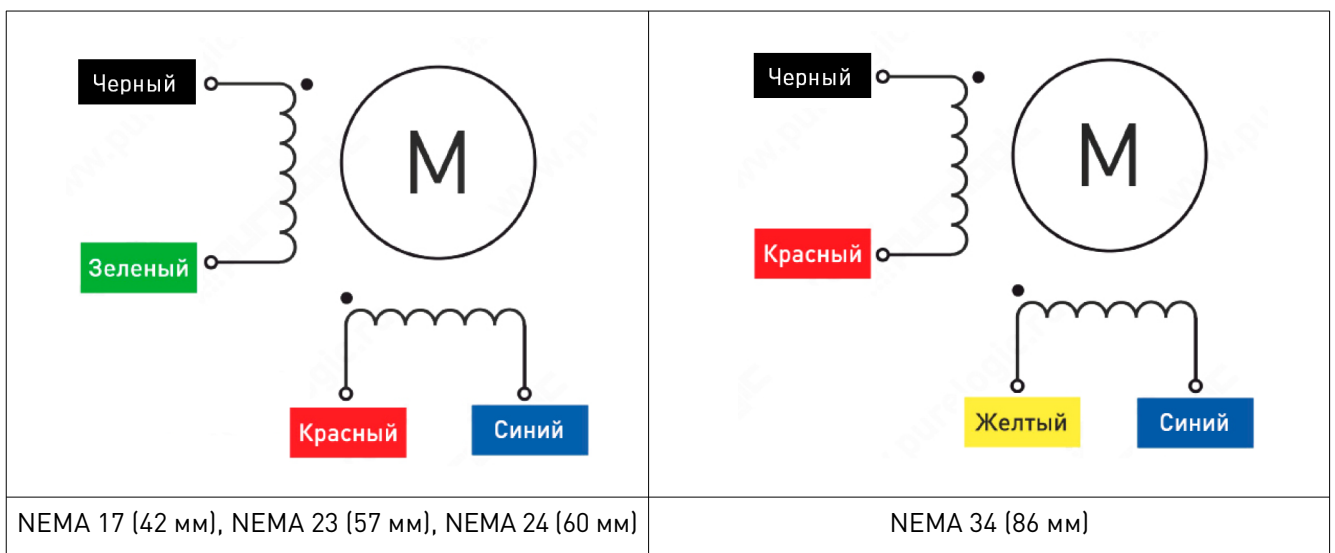 Черный
M
Зеленый
Красный
Синий
NEMA 17 (42 мм), NEMA 23 (57 мм), NEMA 24 (60 мм)
Черный
M
Красный
Желтый
Синий
NEMA 34 (86 мм)